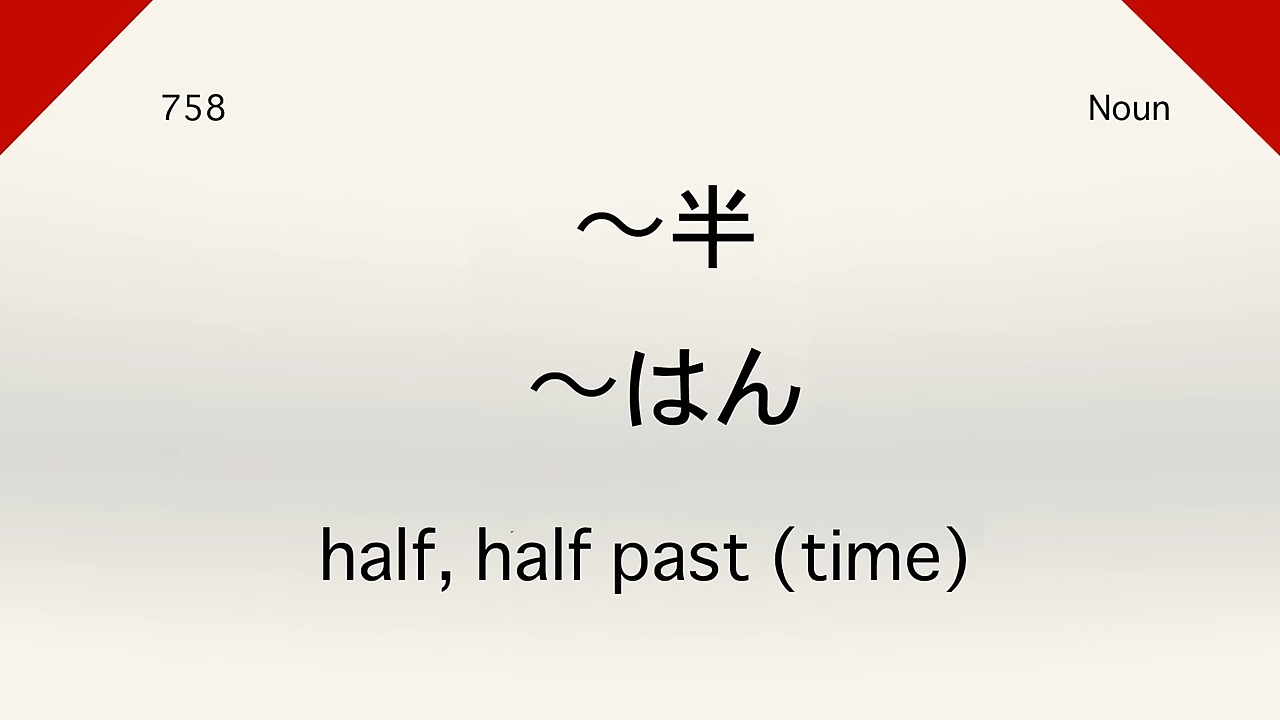 758
Noun
～半
～はん
half, half past (time)